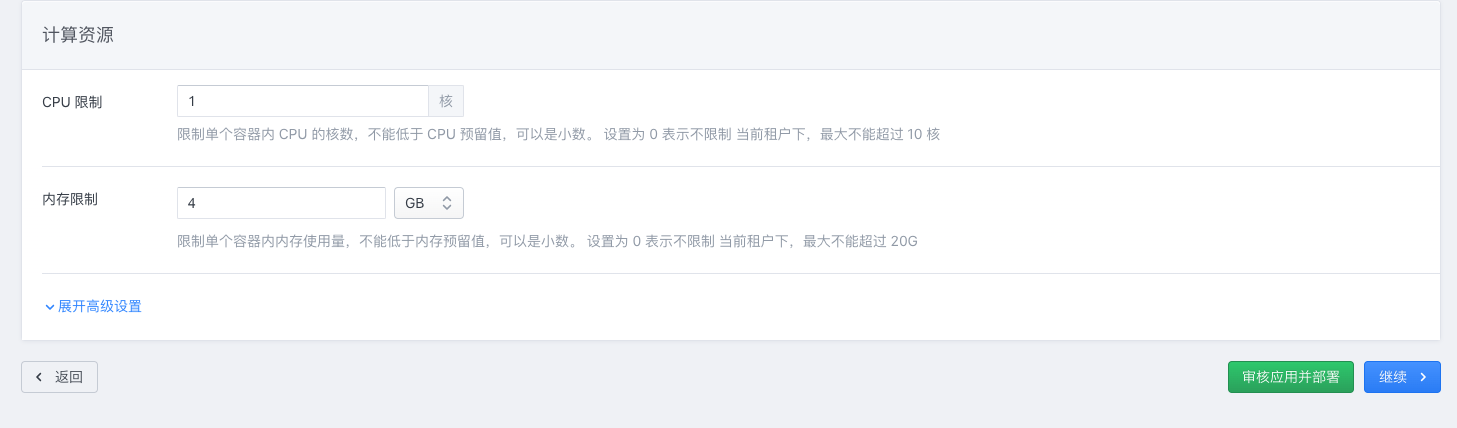 计算资源
CPU 限制
1 核
限制单个容器内 CPU 的核数，不能低于 CPU 预留值，可以是小数。 设置为 0 表示不限制 当前租户下，最大不能超过 10 核
内存限制
4 GB
限制单个容器内内存使用量，不能低于内存预留值，可以是小数。 设置为 0 表示不限制 当前租户下，最大不能超过 20G
展开高级设置
返回 审核应用并部署 继续